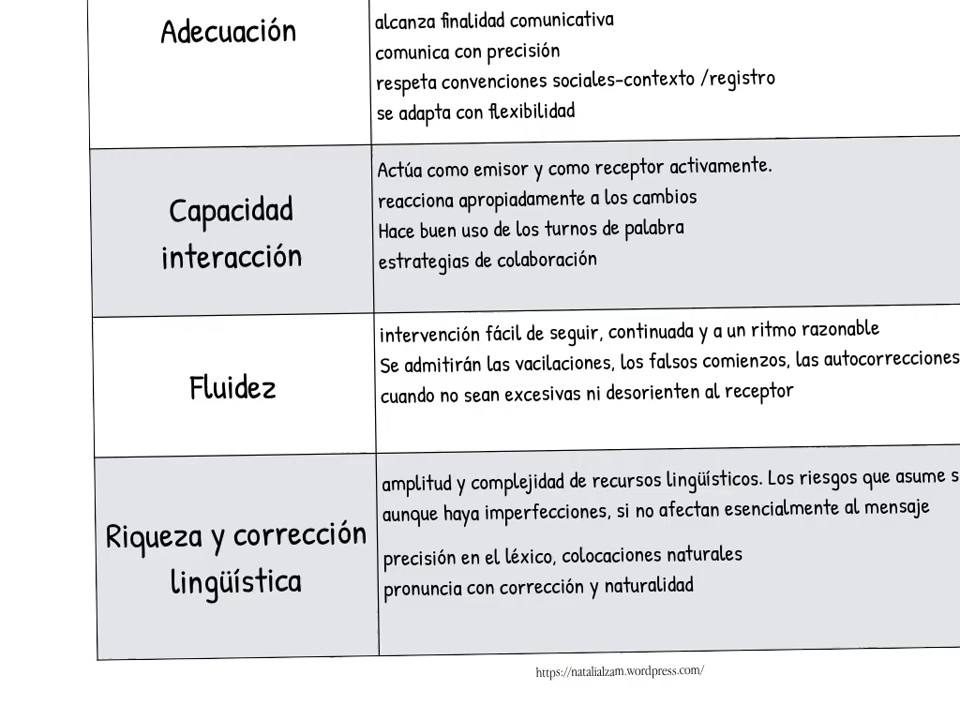 Adecuación
alcanza finalidad comunicativa
comunica con precisión
respeta convenciones sociales-contexto /registro
se adapta con flexibilidad
Capacidad
interacción
Actúa como emisor y como receptor activamente.
reacciona apropiadamente a los cambios
Hace buen uso de los turnos de palabra
estrategias de colaboración
Fluidez
intervención fácil de seguir, continuada y a un ritmo razonable
Se admitirán las vacilaciones, los falsos comienzos, las autocorrecciones
cuando no sean excesivas ni desorienten al receptor
Riqueza y corrección
lingüística
amplitud y complejidad de recursos lingüísticos. Los riesgos que asume
aunque haya imperfecciones, si no afectan esencialmente al mensaje
precisión en el léxico, colocaciones naturales
pronuncia con corrección y naturalidad
https://natalialzam.wordpress.com/